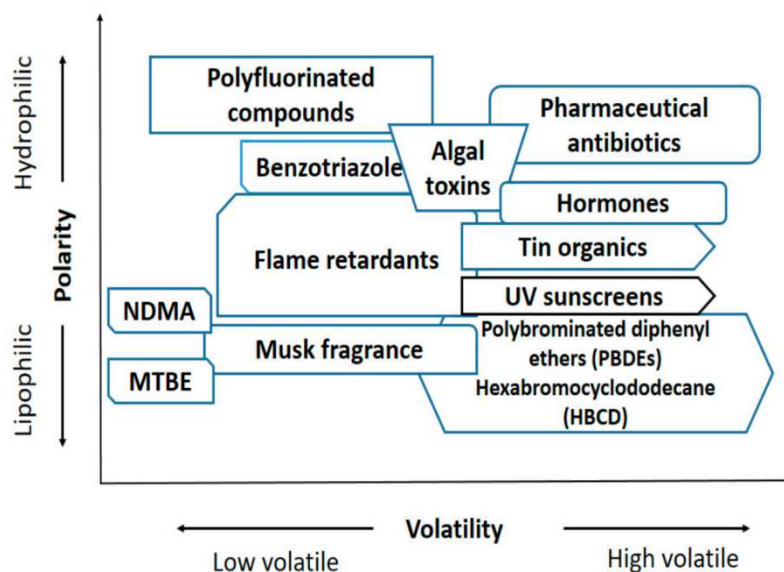 Hydrophilic
Polarity
Lipophilic
Polyfluorinated
compounds
Pharmaceutical
antibiotics
Algal
toxins
Benzotriazole
Hormones
Flame retardants
Tin organics
UV sunscreens
NDMA
Musk fragrance
MTBE
Polybrominated diphenyl
ethers (PBDEs)
Hexabromocyclododecane
(HBCD)
Volatility
Low volatile
High volatile